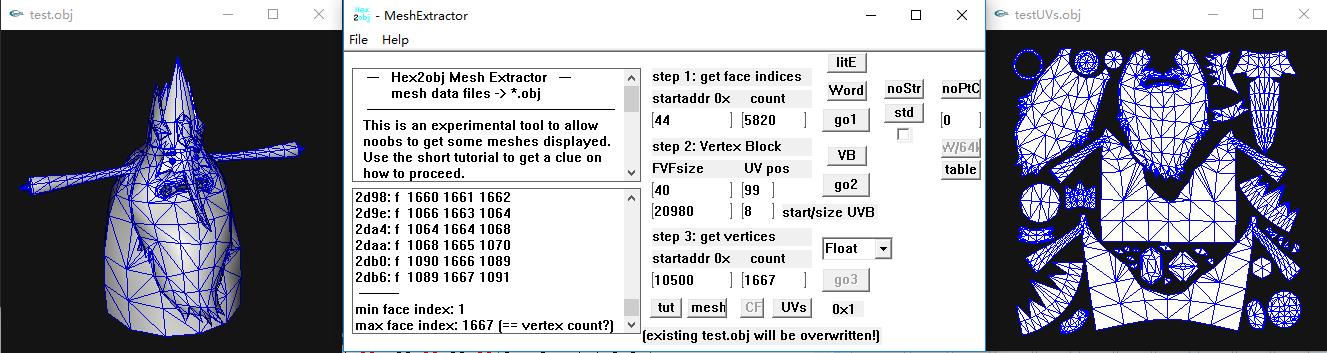 test.obj
Hex 2obj - MeshExtractor
testUVs.obj
File Help
— Hex2obj Mesh Extractor —
mesh data files -> *.obj
This is an experimental tool to allow
noobs to get some meshes displayed.
Use the short tutorial to get a clue on
how to proceed.
2d98: f 1660 1661 1662
2d9e: f 1066 1663 1064
2da4: f 1064 1664 1068
2daa: f 1068 1665 1070
2db0: f 1090 1666 1089
2db6: f 1089 1667 1091
min face index: 1
max face index: 1667 (== vertex count?)
step 1: get face indices
startaddr 0x count
44 5820
step 2: Vertex Block
FVFsize UV pos
40 99
20980 8 start/size UVB
step 3: get vertices
startaddr 0x count
10500 1667
tut mesh CF UVs 0x1
(existing test.obj will be overwritten!)
litE
Word
go1
VB
go2
Float
go3
noStr
std
noPtC
0
W/64k
table